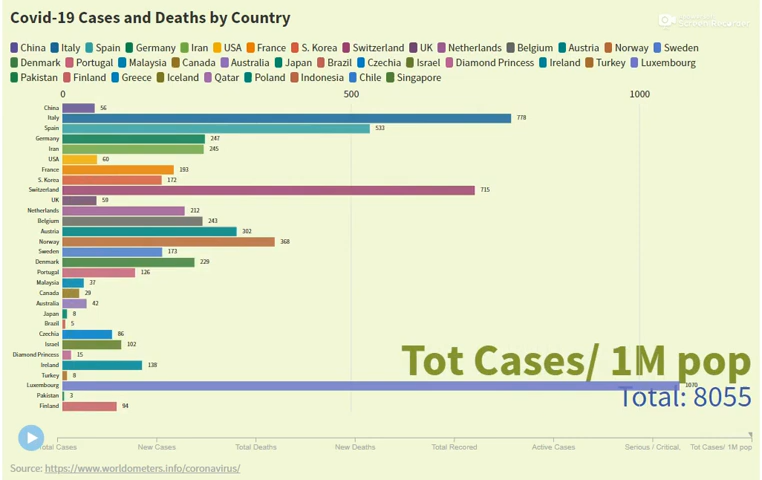 Covid-19 Cases and Deaths by Country
China Italy Spain Germany Iran USA France S. Korea Switzerland UK Netherlands Belgium Austria Norway Sweden
Denmark Portugal Malaysia Canada Australia Japan Brazil Czechia Israel Diamond Princess Ireland Turkey Luxembourg
Pakistan Finland Greece Iceland Qatar Poland Indonesia Chile Singapore
0 500 1000
China 56
Italy 778
Spain 533
Germany 247
Iran 245
USA 60
France 193
S. Korea 172
Switzerland 715
UK 59
Netherlands 212
Belgium 243
Austria 302
Norway 368
Sweden 173
Denmark 229
Portugal 126
Malaysia 37
Canada 29
Australia 42
Japan 8
Brazil 5
Czechia 86
Israel 102
Diamond Princess 15
Ireland 138
Turkey 8
Luxembourg 1070
Pakistan 3
Finland 94
Tot Cases/ 1M pop
Total: 8055
Total Cases New Cases Total Deaths New Deaths Total Recored Active Cases Serious / Critical, Tot Cases/ 1M pop
Source: https://www.worldometers.info/coronavirus/